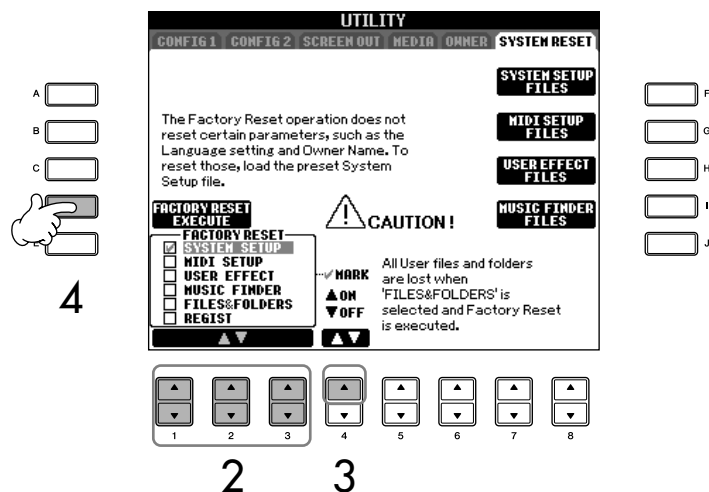 UTILITY
CONFIG 1 CONFIG 2 SCREEN OUT MEDIA OWNER SYSTEM RESET
SYSTEM SETUP
FILES
A
F
The Factory Reset operation does not
reset certain parameters, such as the
Language setting and Owner Name. To
reset those, load the preset System
Setup file.
MIDI SETUP
FILES
B
G
C
H
USER EFFECT
FILES
FACTORY RESET
EXECUTE
CAUTION !
MUSIC FINDER
FILES
I
E
J
FACTORY RESET
SYSTEM SETUP
MIDI SETUP
USER EFFECT
MUSIC FINDER
FILES&FOLDERS
REGIST
MARK
▲ON
▼OFF
All User files and folders
are lost when
'FILES&FOLDERS' is
selected and Factory Reset
is executed.
4
1 2 3 4 5 6 7 8
2 3